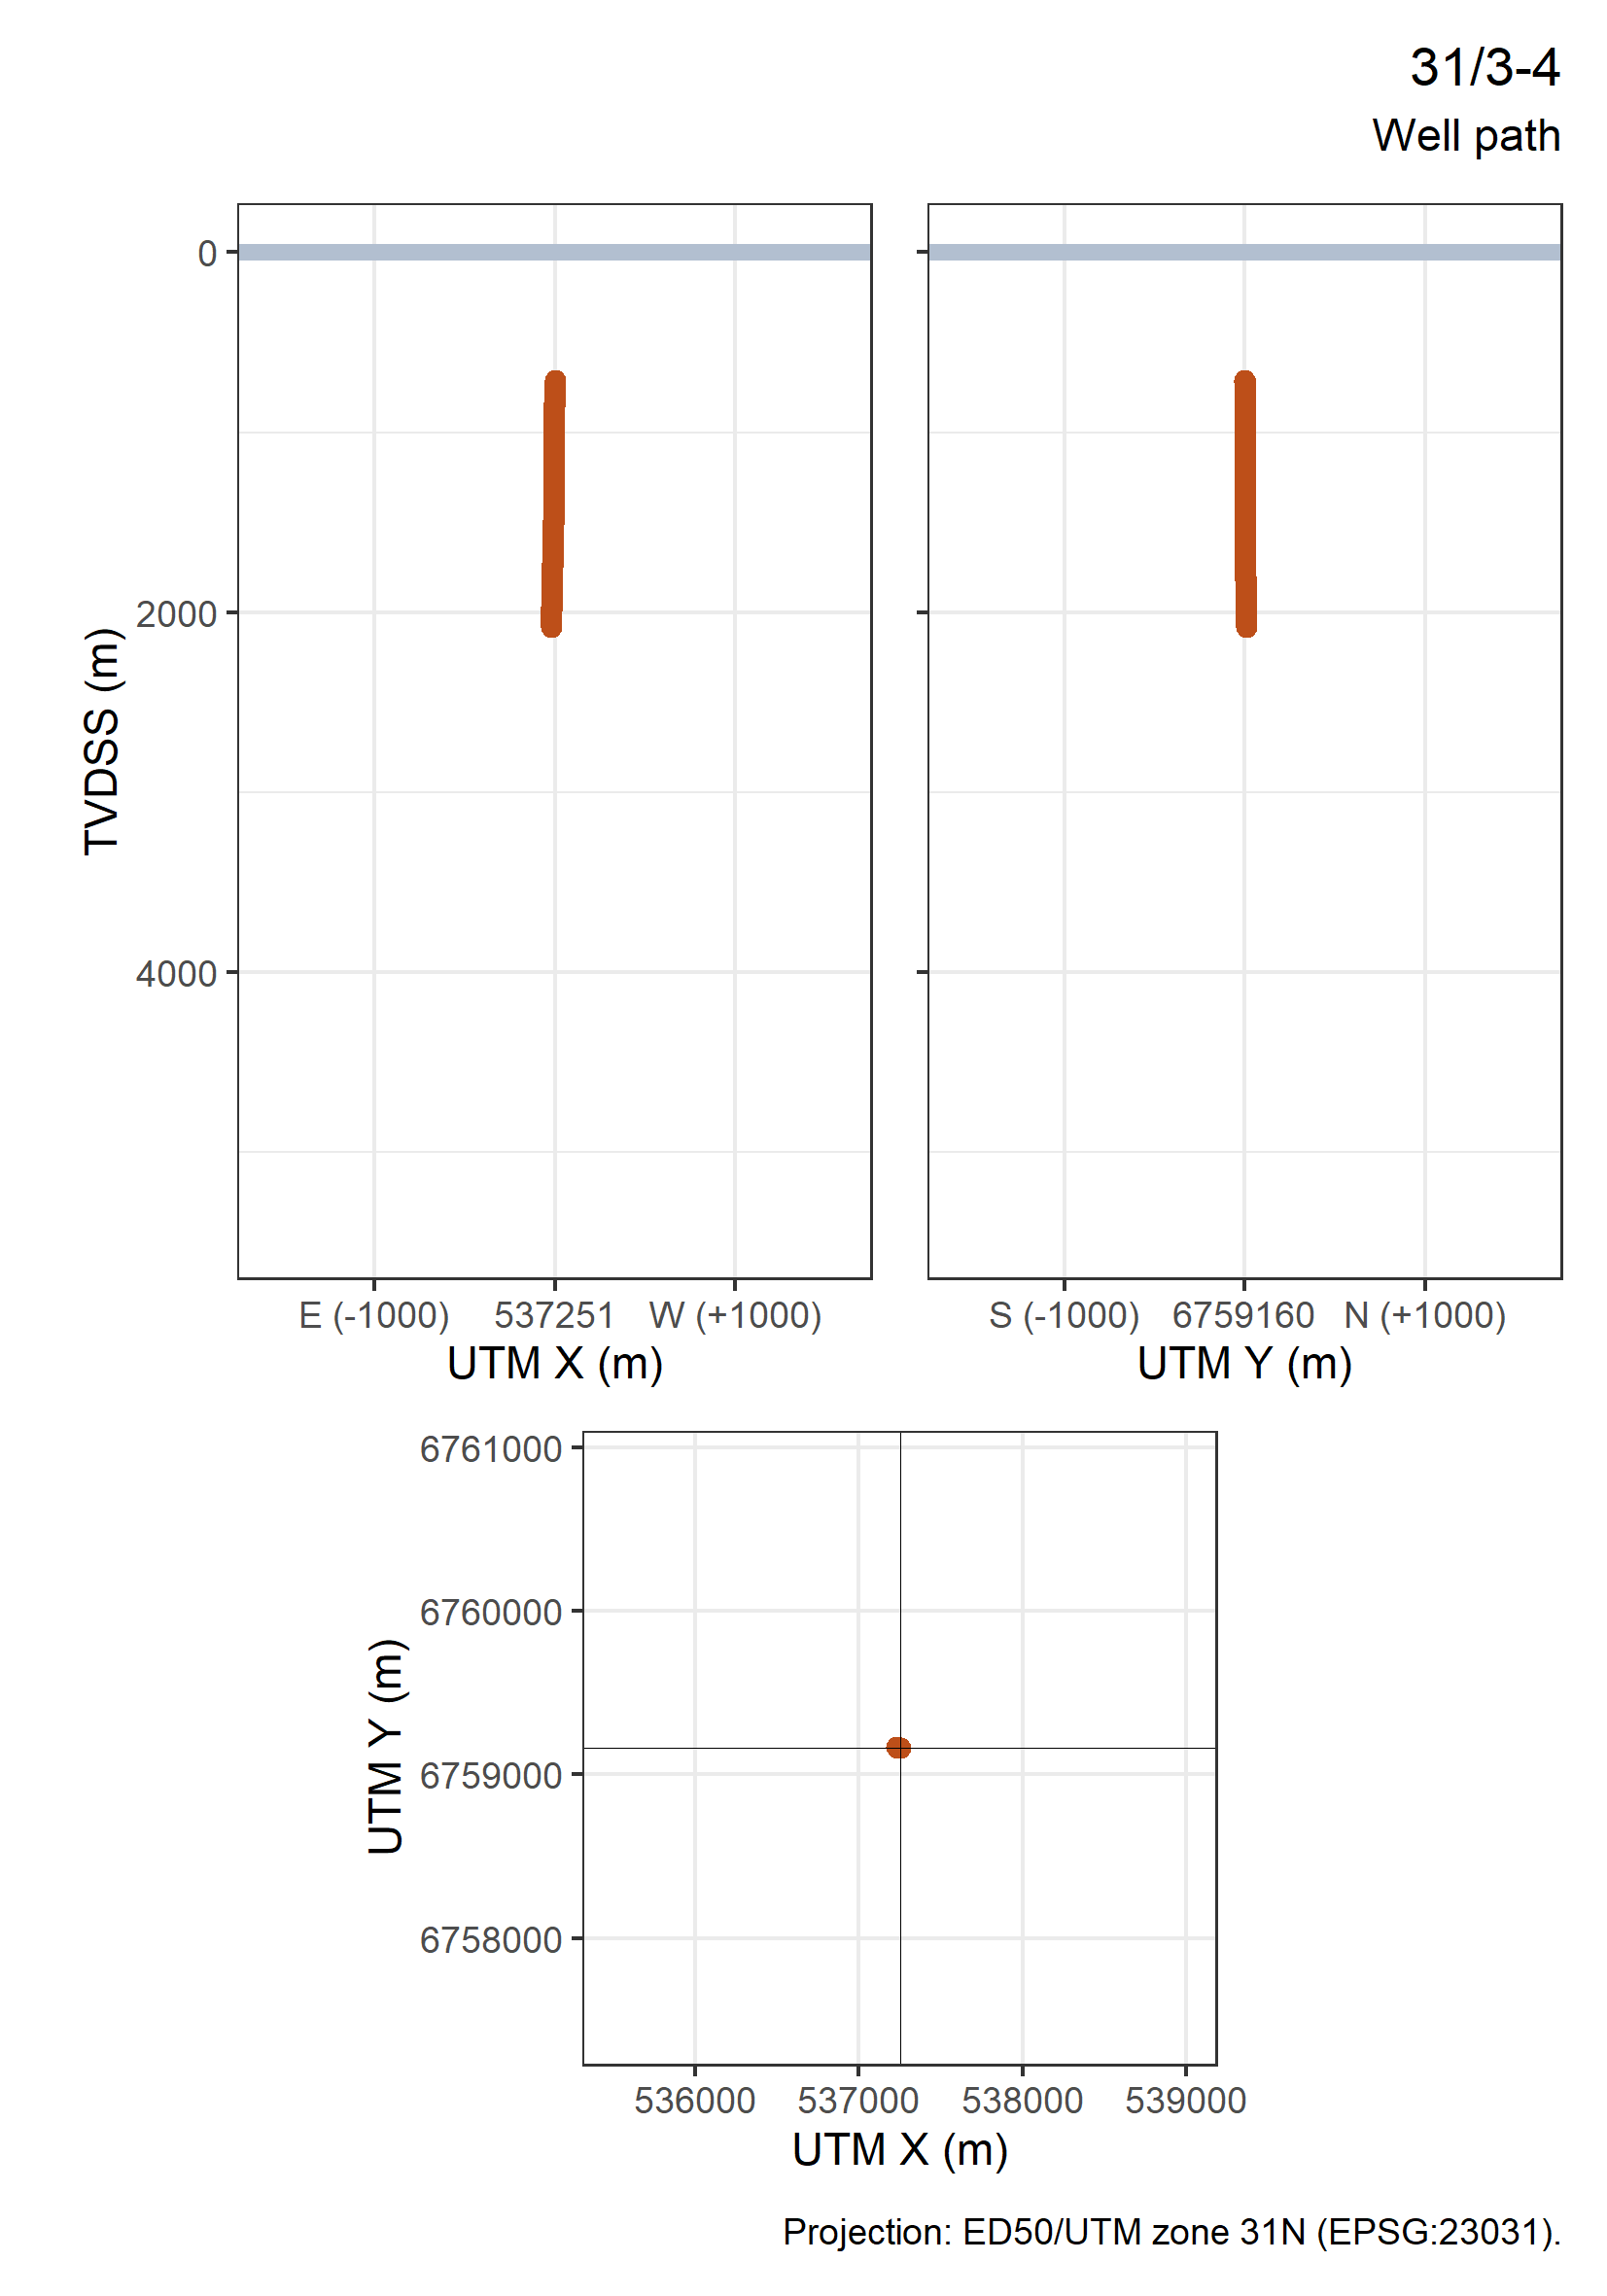 31/3-4
Well path
0
2000
4000
TVDSS (m)
E (-1000) 537251 W (+1000)
UTM X (m)
S (-1000) 6759160 N (+1000)
UTM Y (m)
6761000
6760000
6759000
6758000
UTM Y (m)
536000 537000 538000 539000
UTM X (m)
Projection: ED50/UTM zone 31N (EPSG:23031).